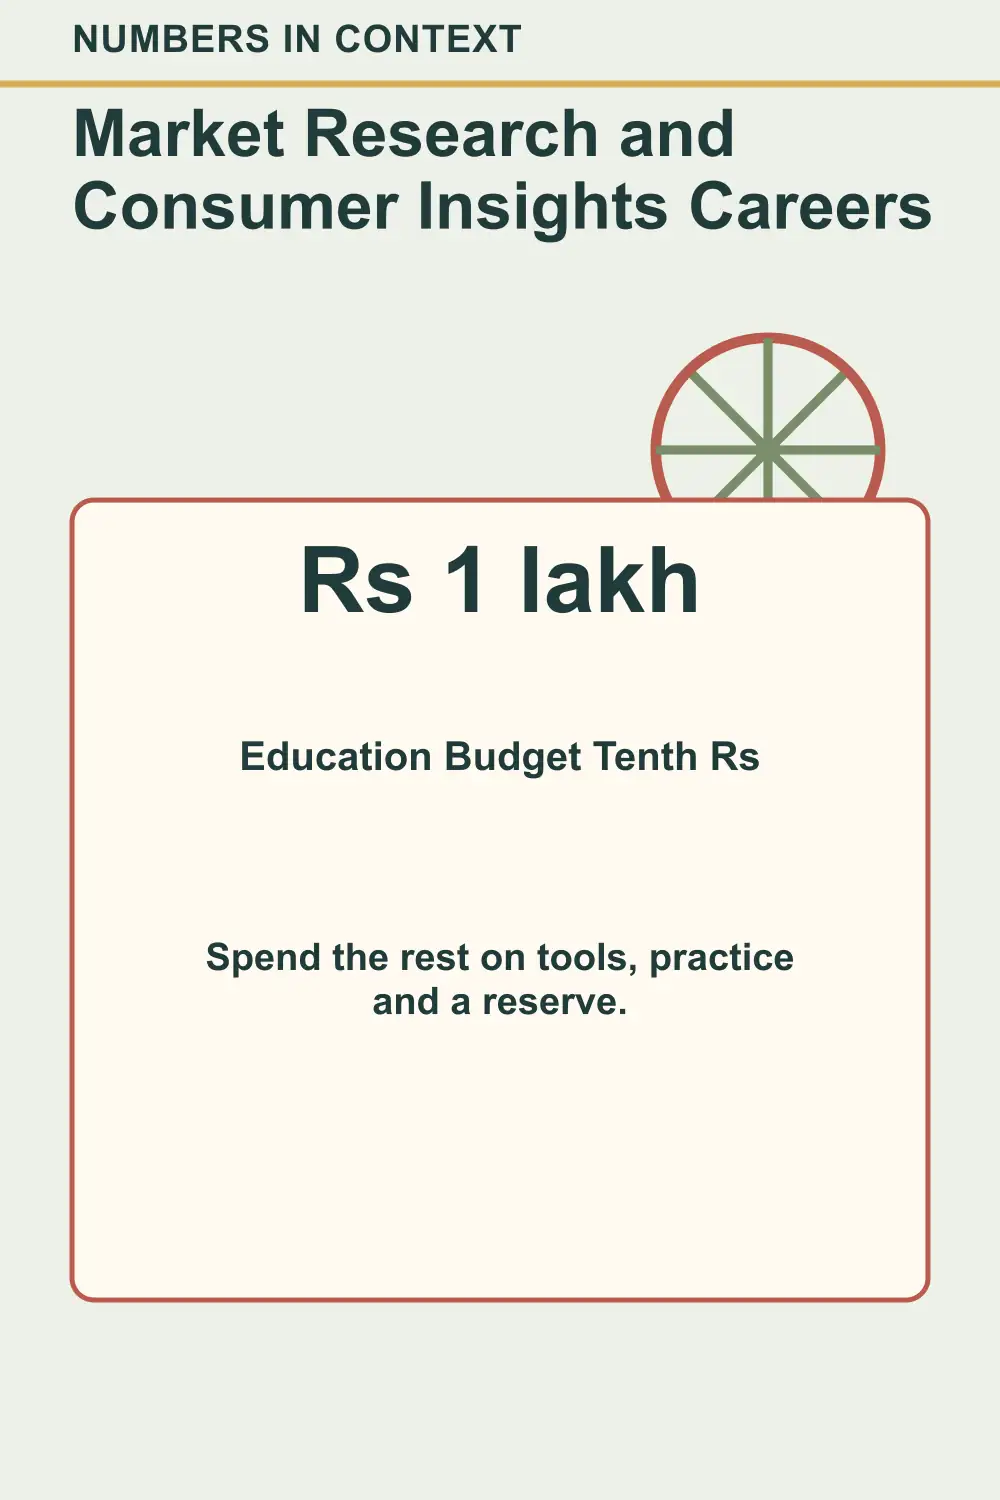 NUMBERS IN CONTEXT
Market Research and
Consumer Insights Careers
Rs 1 lakh
Education Budget Tenth Rs
Spend the rest on tools, practice
and a reserve.